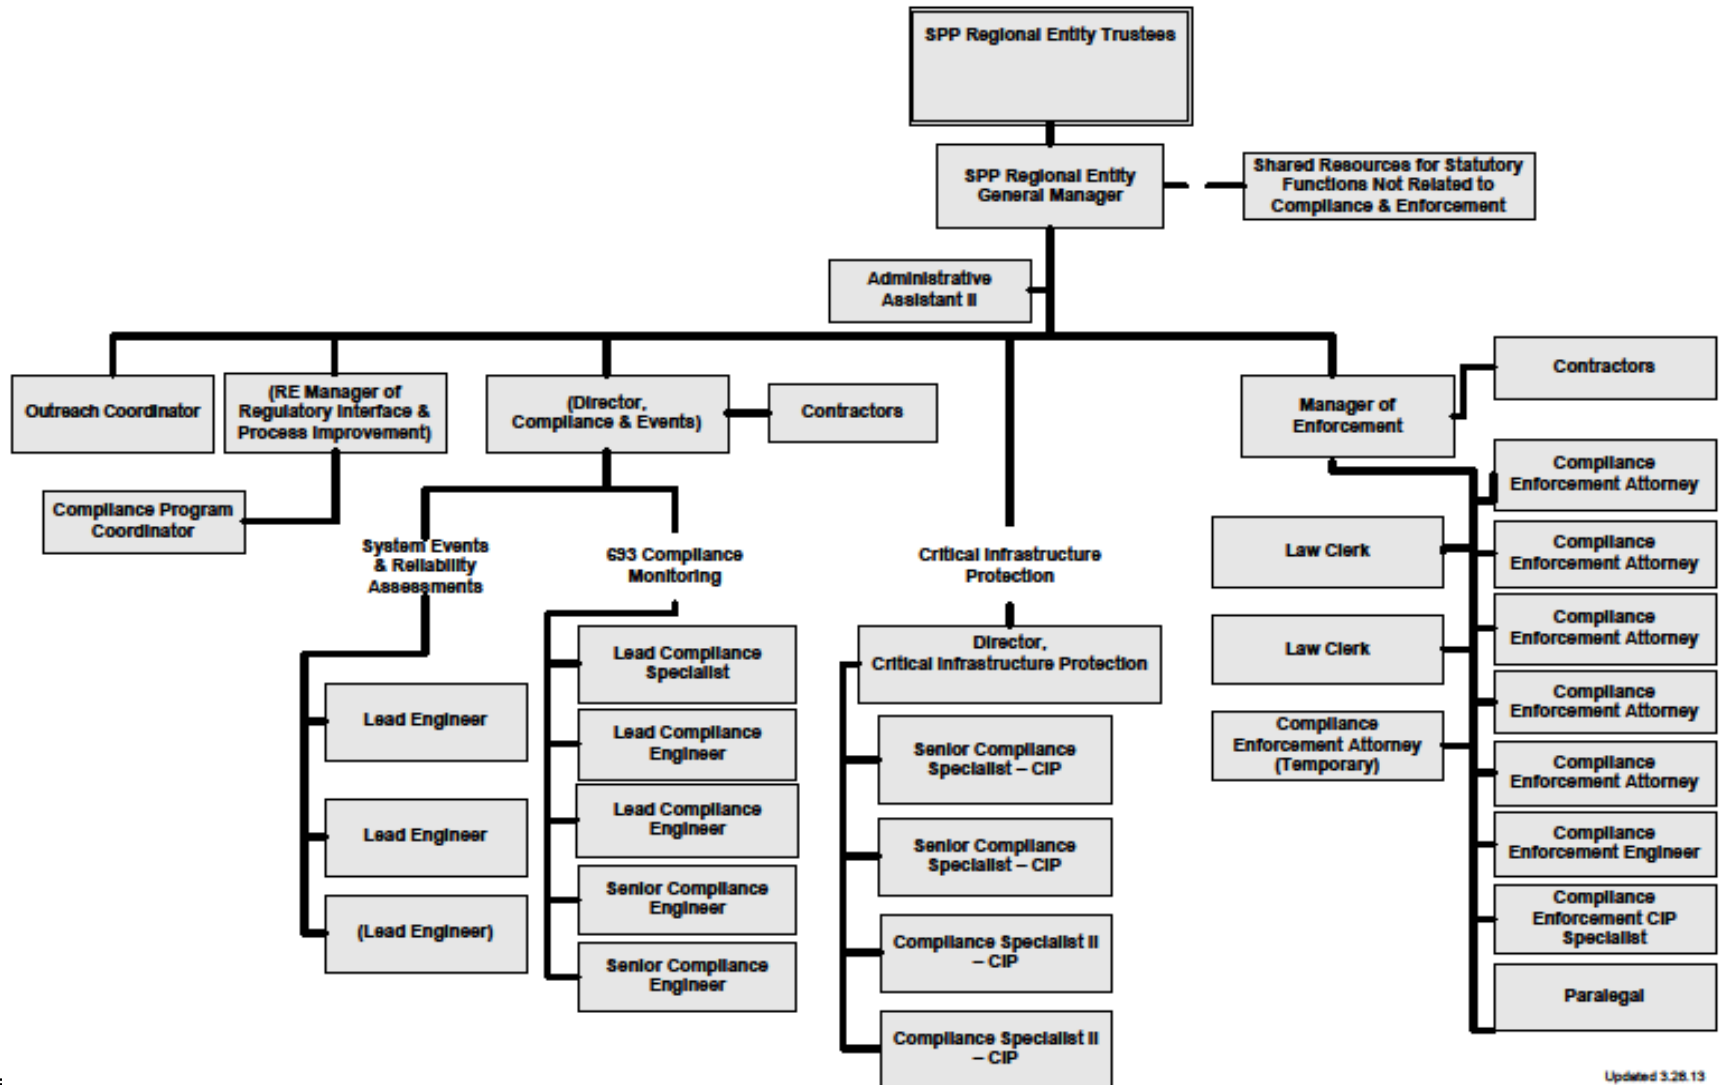 SPP Regional Entity Trustees
SPP Regional Entity
General Manager
Shared Resources for Statutory
Functions Not Related to
Compliance & Enforcement
Administrative
Assistant II
Outreach Coordinator
(RE Manager of
Regulatory Interface &
Process Improvement)
(Director,
Compliance & Events)
Contractors
Manager of
Enforcement
Contractors
Compliance Program
Coordinator
System Events
& Reliability
Assessments
693 Compliance
Monitoring
Critical Infrastructure
Protection
Lead Engineer
Lead Engineer
(Lead Engineer)
Lead Compliance
Specialist
Lead Compliance
Engineer
Lead Compliance
Engineer
Senior Compliance
Engineer
Senior Compliance
Engineer
Director,
Critical Infrastructure Protection
Senior Compliance
Specialist – CIP
Senior Compliance
Specialist – CIP
Compliance Specialist II
– CIP
Compliance Specialist II
– CIP
Law Clerk
Law Clerk
Compliance
Enforcement Attorney
(Temporary)
Compliance
Enforcement Attorney
Compliance
Enforcement Attorney
Compliance
Enforcement Attorney
Compliance
Enforcement Attorney
Compliance
Enforcement Attorney
Compliance
Enforcement Engineer
Compliance
Enforcement CIP
Specialist
Paralegal
Updated 3.28.13